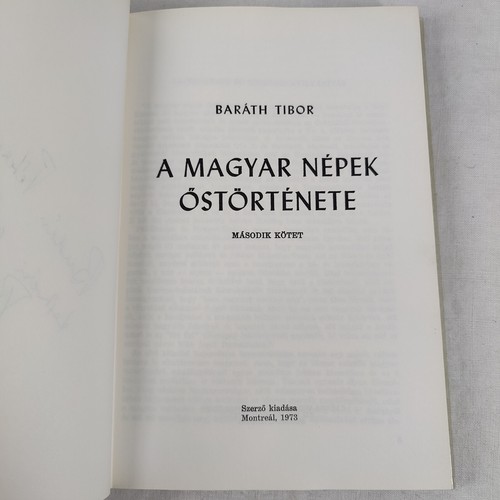 BARÁTH TIBOR
A MAGYAR NÉPEK
ŐSTÖRTÉNETE
MÁSODIK KÖTET
Szerző kiadása
Montreál, 1973